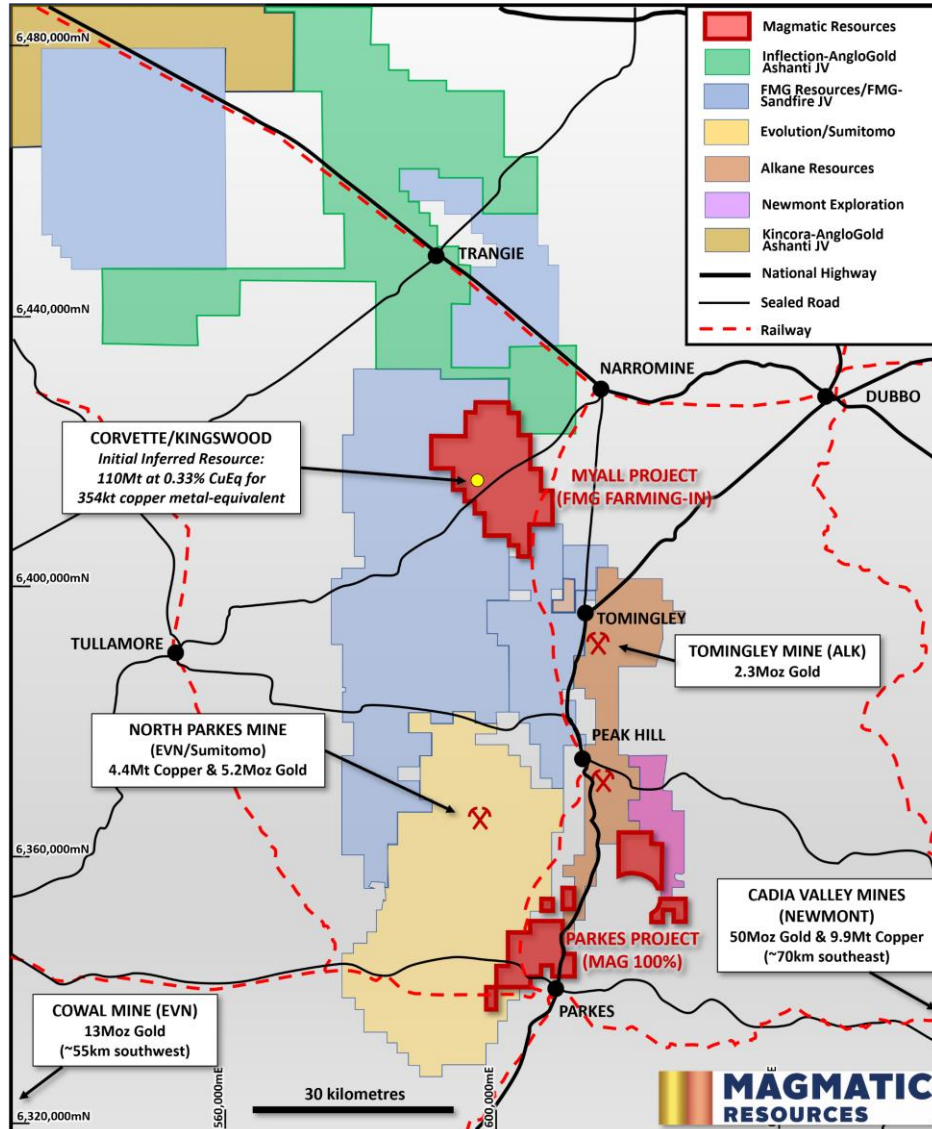 6,480,000mN
Magmatic Resources
Inflection-AngloGold
Ashanti JV
FMG Resources/FMG-
Sandfire JV
Evolution/Sumitomo
Alkane Resources
Newmont Exploration
Kincora-AngloGold
Ashanti JV
National Highway
Sealed Road
Railway
TRANGIE
6,440,000mN
NARROMINE
DUBBO
CORVETTE/KINGSWOOD
Initial Inferred Resource:
110Mt at 0.33% CuEq for
354kt copper metal-equivalent
MYALL PROJECT
(FMG FARMING-IN)
6,400,000mN
TOMINGLEY
TULLAMORE
TOMINGLEY MINE (ALK)
2.3Moz Gold
NORTH PARKES MINE
(EVN/Sumitomo)
4.4Mt Copper & 5.2Moz Gold
PEAK HILL
6,360,000mN
CADIA VALLEY MINES
(NEWMONT)
50Moz Gold & 9.9Mt Copper
(~70km southeast)
PARKES PROJECT
(MAG 100%)
PARKES
COWAL MINE (EVN)
13Moz Gold
(~55km southwest)
30 kilometres
560,000mE
600,000mE
6,320,000mN
MAGMATIC
RESOURCES